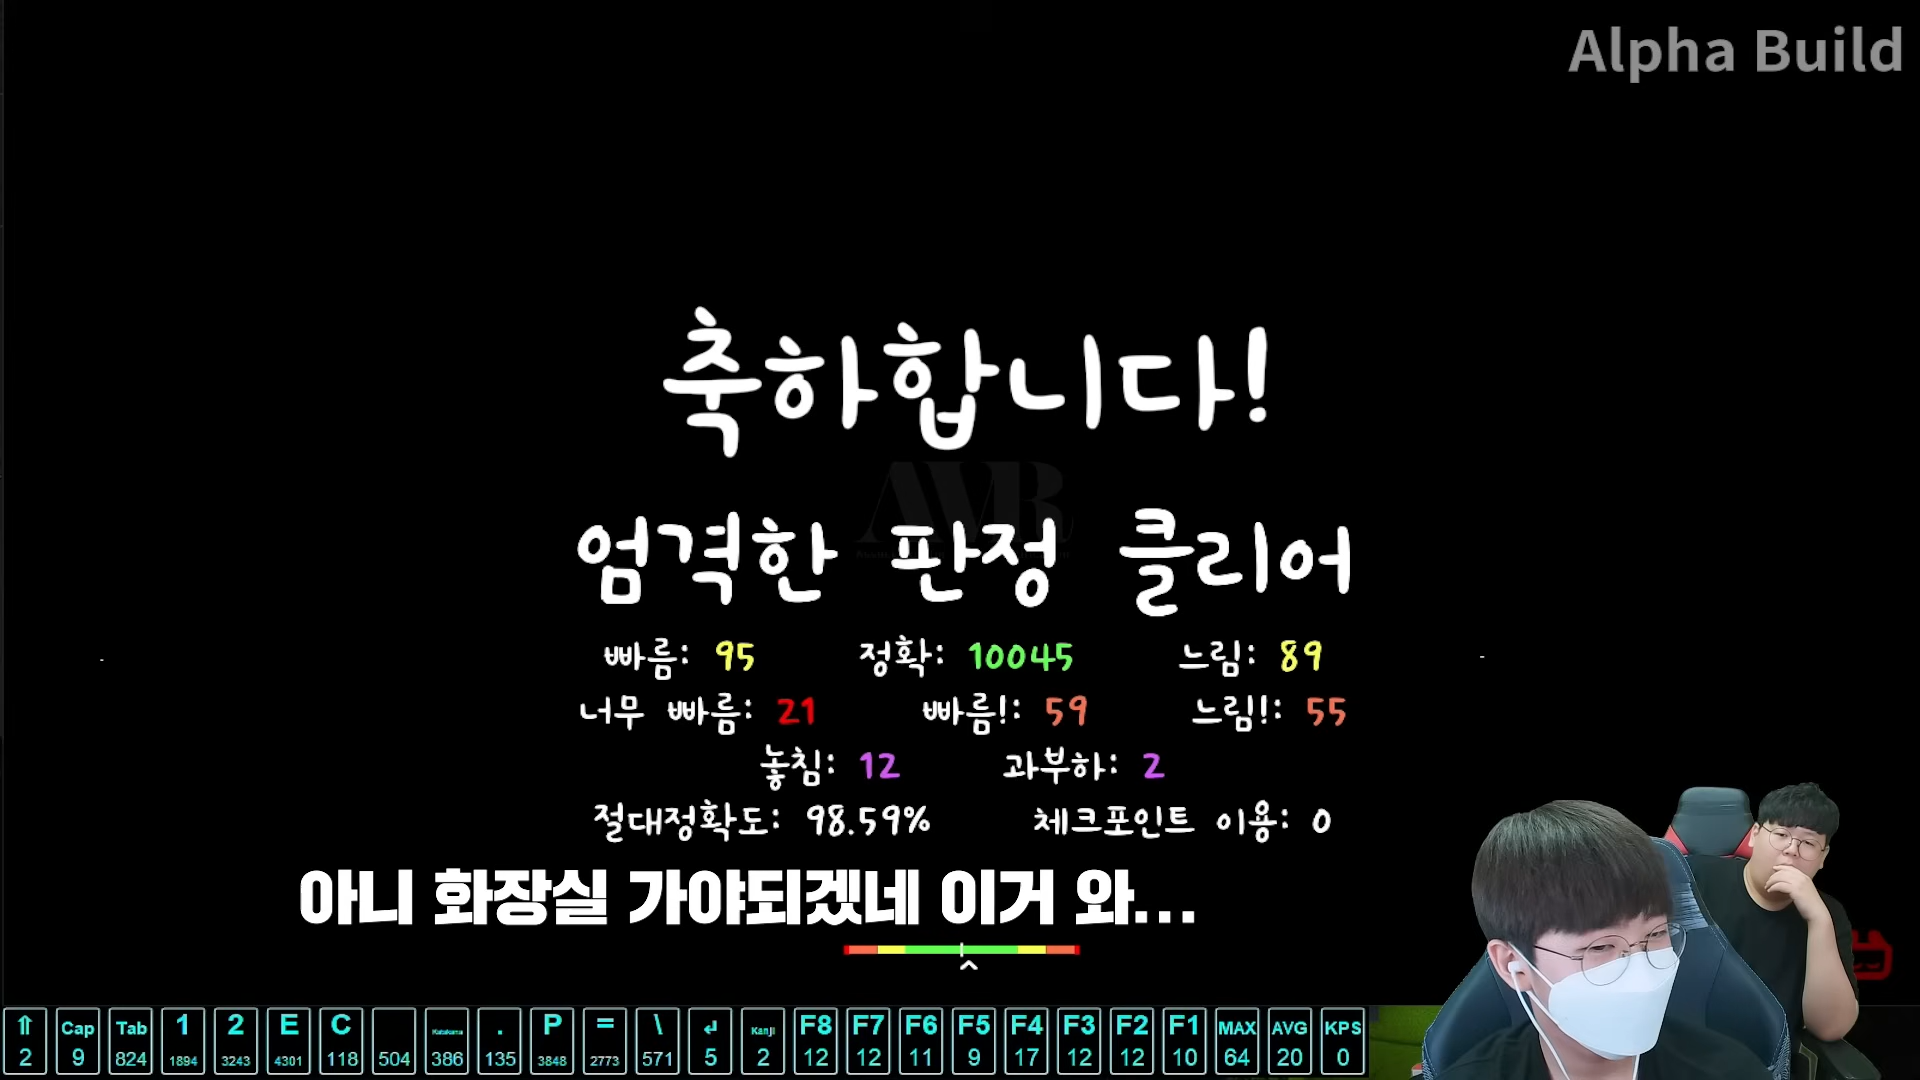 Alpha Build
축하합니다!
엄격한 판정 클리어
빠름: 95 정확: 10045 느림: 89
너무 빠름: 21 빠름!: 59 느림!: 55
놓침: 12 과부하: 2
절대정확도: 98.59% 체크포인트 이용: 0
아니 화장실 가야되겠네 이거 와...
⇑ Cap Tab 1 2 E C . P = \ ↲ Kanji F8 F7 F6 F5 F4 F3 F2 F1 MAX AVG KPS
2 9 824 1894 3243 4301 118 504 386 135 3848 2773 571 5 2 12 12 11 9 17 12 12 10 64 20 0